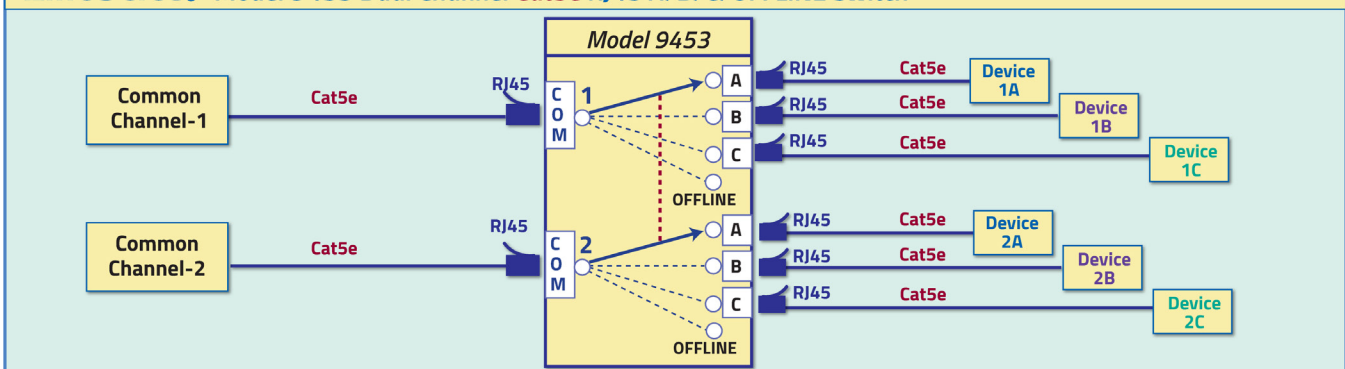 Model 9453
Common
Channel-1
Cat5e
RJ45
C
O
M
1
A
B
C
OFFLINE
RJ45
Cat5e
Device
1A
RJ45
Cat5e
Device
1B
RJ45
Cat5e
Device
1C
Common
Channel-2
Cat5e
RJ45
C
O
M
2
A
B
C
OFFLINE
RJ45
Cat5e
Device
2A
RJ45
Cat5e
Device
2B
RJ45
Cat5e
Device
2C